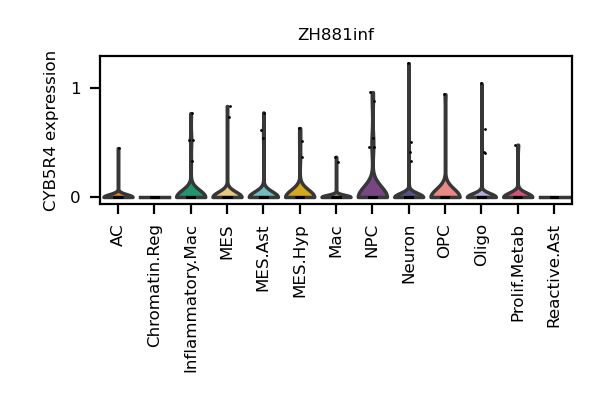 ZH881inf
CYB5R4 expression
1
0
AC
Chromatin.Reg
Inflammatory.Mac
MES
MES.Ast
MES.Hyp
Mac
NPC
Neuron
OPC
Oligo
Prolif.Metab
Reactive.Ast